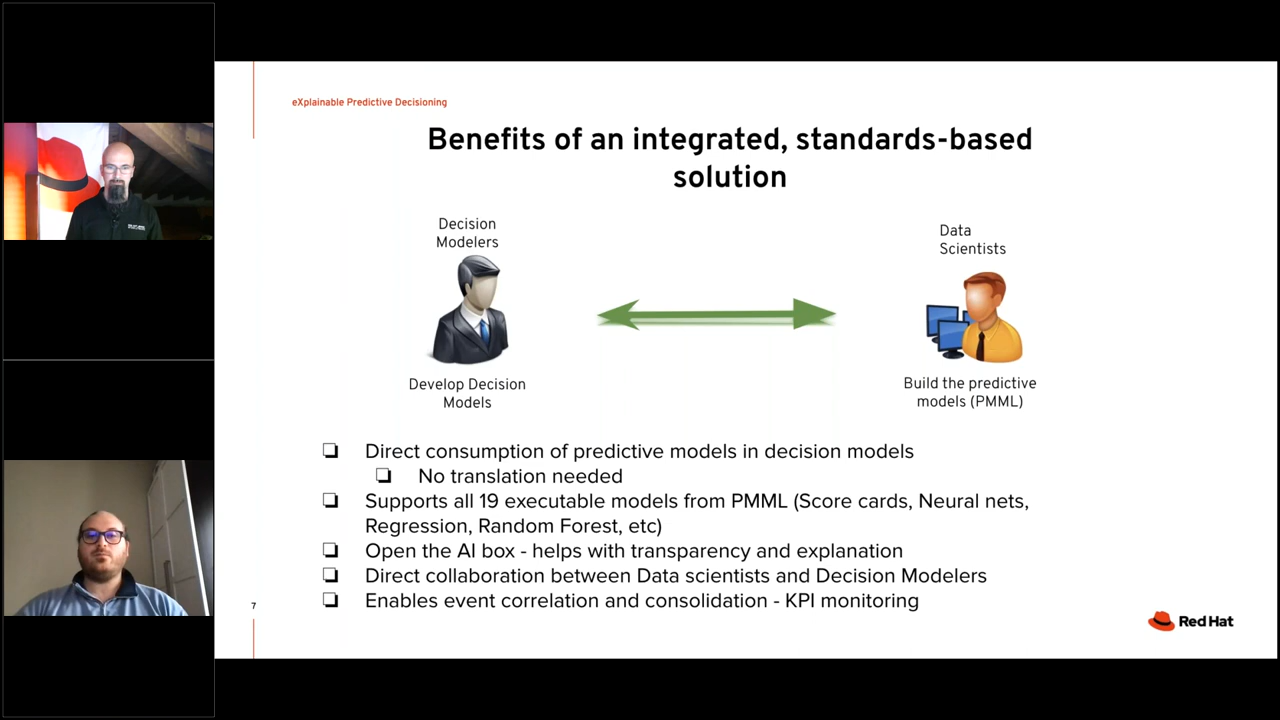 eXplainable Predictive Decisioning
Benefits of an integrated, standards-based
solution
Decision
Modelers
Data
Scientists
Develop Decision
Models
Build the predictive
models (PMML)
❏ Direct consumption of predictive models in decision models
❏ No translation needed
❏ Supports all 19 executable models from PMML (Score cards, Neural nets,
Regression, Random Forest, etc)
❏ Open the AI box - helps with transparency and explanation
❏ Direct collaboration between Data scientists and Decision Modelers
❏ Enables event correlation and consolidation - KPI monitoring
7
Red Hat